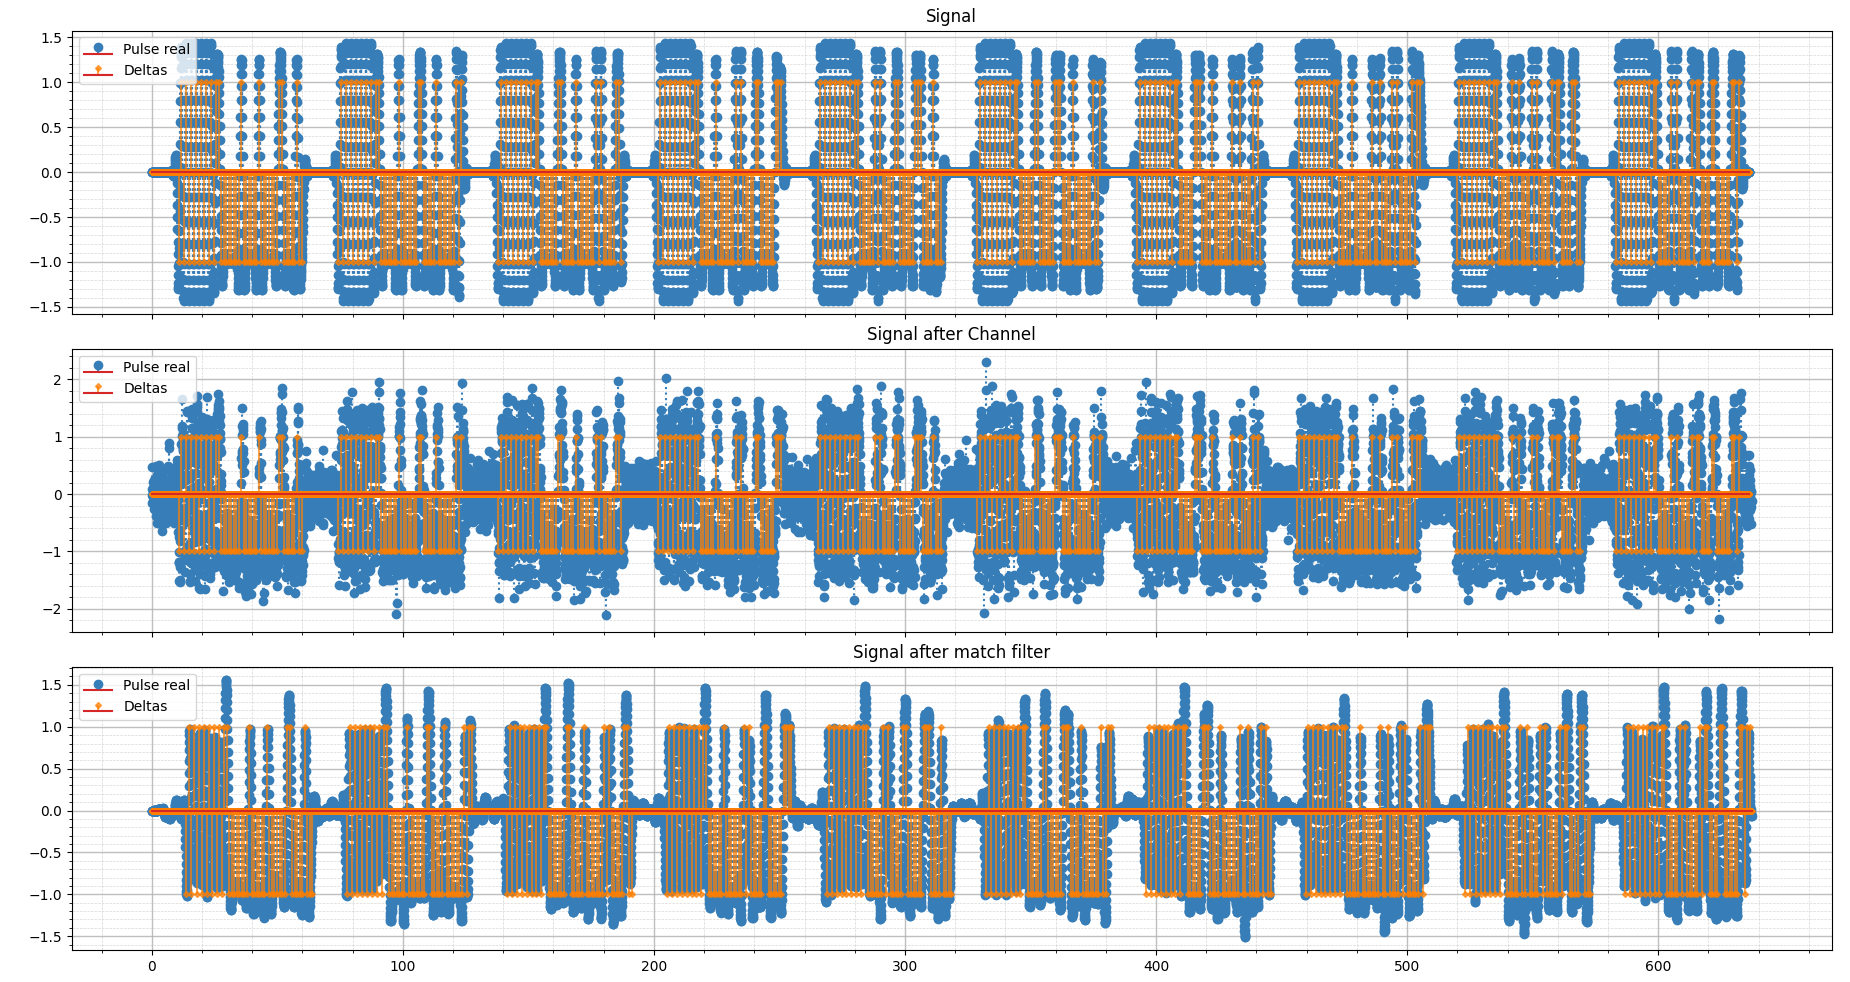 Signal
1.5
1.0
0.5
0.0
−0.5
−1.0
−1.5
Pulse real
Deltas
Signal after Channel
2
1
0
−1
−2
Pulse real
Deltas
Signal after match filter
1.5
1.0
0.5
0.0
−0.5
−1.0
−1.5
Pulse real
Deltas
0 100 200 300 400 500 600